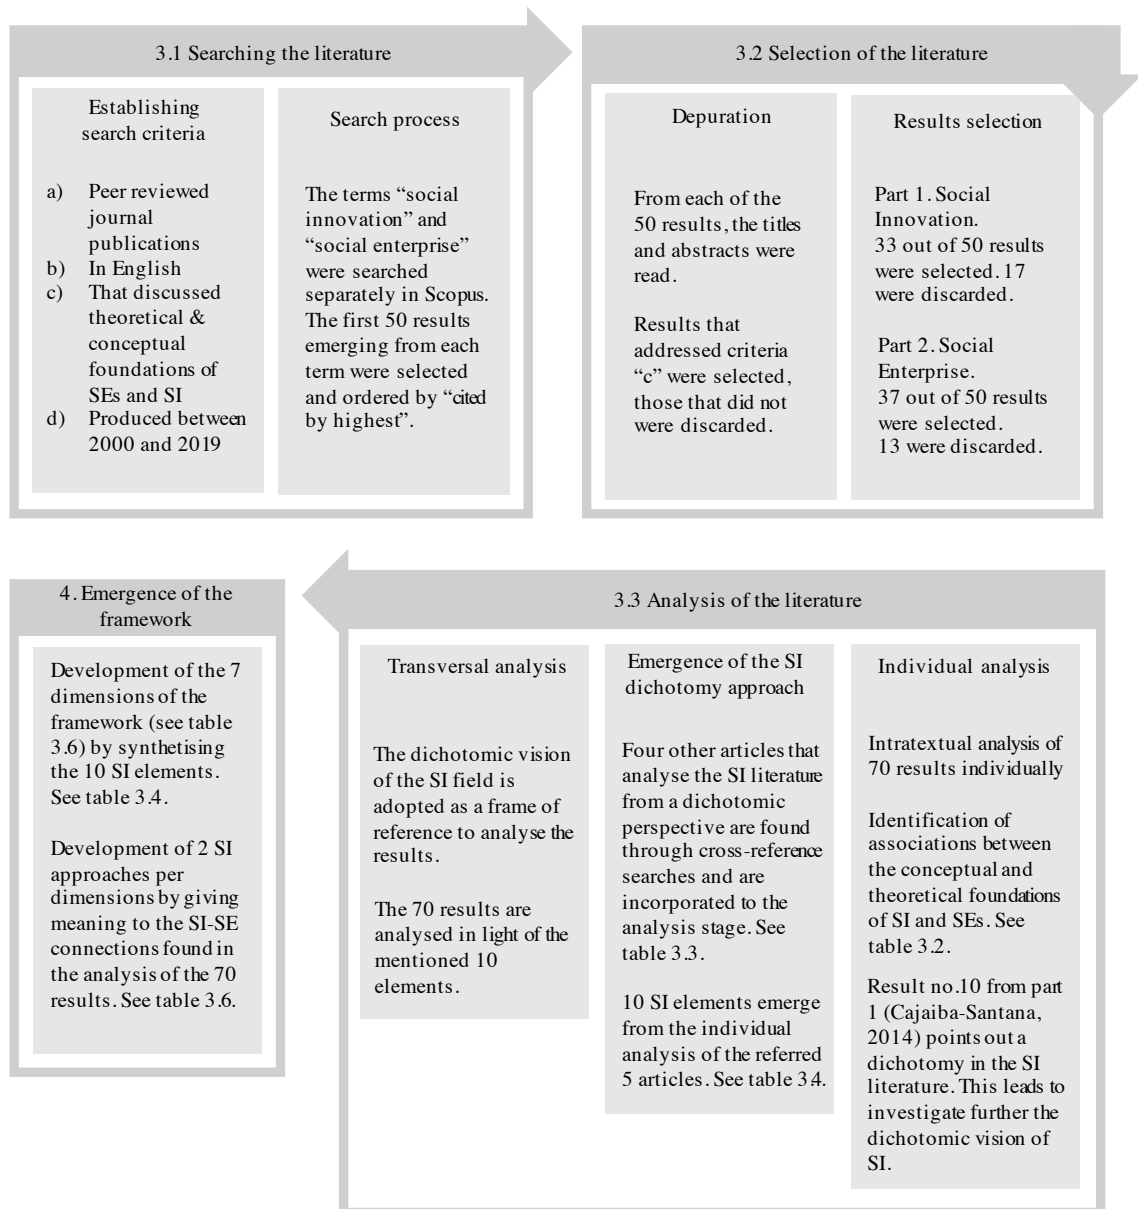 3.1 Searching the literature
Establishing
search criteria
a) Peer reviewed
journal
publications
b) In English
c) That discussed
theoretical &
conceptual
foundations of
SEs and SI
d) Produced between
2000 and 2019
Search process
The terms “social
innovation” and
“social enterprise”
were searched
separately in Scopus.
The first 50 results
emerging from each
term were selected
and ordered by “cited
by highest”.
3.2 Selection of the literature
Depuration
From each of the
50 results, the titles
and abstracts were
read.
Results that
addressed criteria
“c” were selected,
those that did not
were discarded.
Results selection
Part 1. Social
Innovation.
33 out of 50 results
were selected. 17
were discarded.
Part 2. Social
Enterprise.
37 out of 50 results
were selected.
13 were discarded.
3.3 Analysis of the literature
Individual analysis
Intratextual analysis of
70 results individually
Identification of
associations between
the conceptual and
theoretical foundations
of SI and SEs. See
table 3.2.
Result no.10 from part
1 (Cajaiba-Santana,
2014) points out a
dichotomy in the SI
literature. This leads to
investigate further the
dichotomic vision of
SI.
Emergence of the SI
dichotomy approach
Four other articles that
analyse the SI literature
from a dichotomic
perspective are found
through cross-reference
searches and are
incorporated to the
analysis stage. See
table 3.3.
10 SI elements emerge
from the individual
analysis of the referred
5 articles. See table 3.4.
Transversal analysis
The dichotomic vision
of the SI field is
adopted as a frame of
reference to analyse the
results.
The 70 results are
analysed in light of the
mentioned 10
elements.
4. Emergence of the
framework
Development of the 7
dimensions of the
framework (see table
3.6) by synthetising
the 10 SI elements.
See table 3.4.
Development of 2 SI
approaches per
dimensions by giving
meaning to the SI-SE
connections found in
the analysis of the 70
results. See table 3.6.